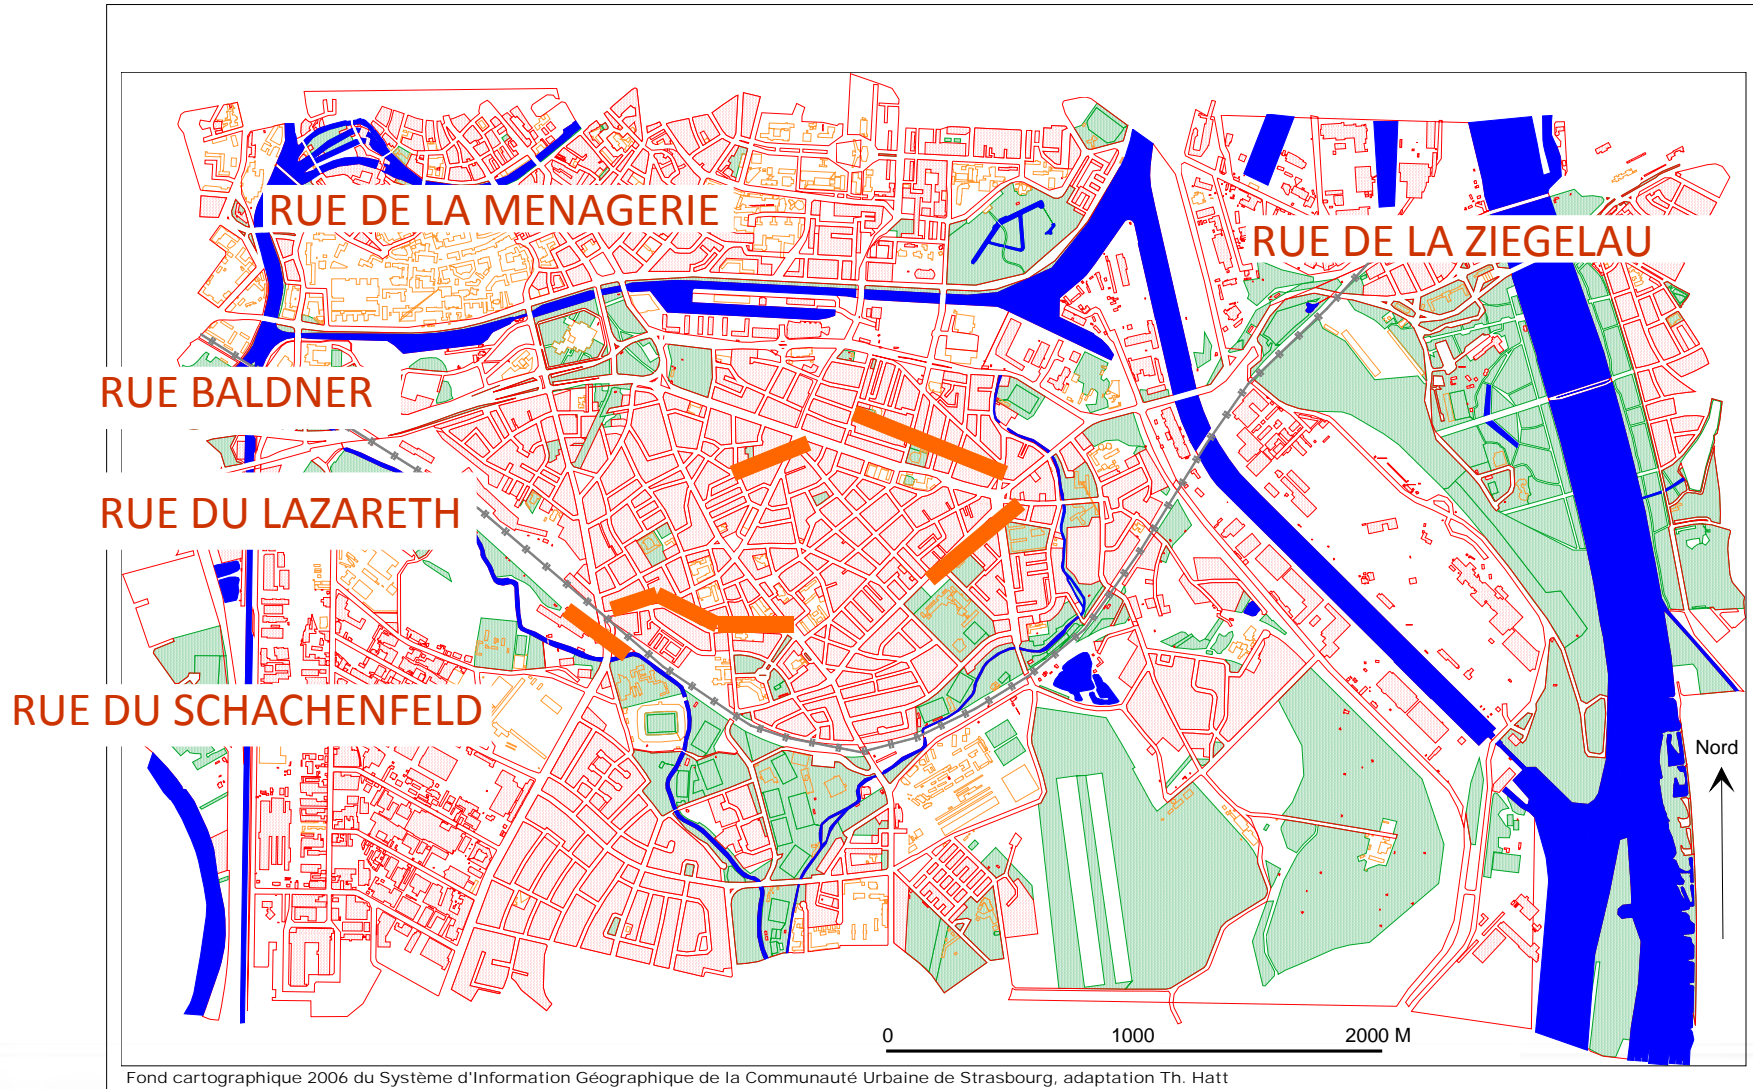 RUE DE LA MENAGERIE
RUE DE LA ZIEGELAU
RUE BALDNER
RUE DU LAZARETH
RUE DU SCHACHENFELD
Nord
0 1000 2000 M
Fond cartographique 2006 du Système d'Information Géographique de la Communauté Urbaine de Strasbourg, adaptation Th. Hatt